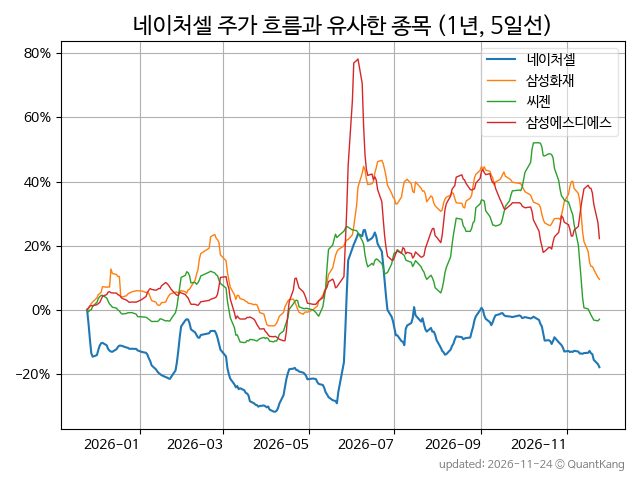 네이처셀 주가 흐름과 유사한 종목 (1년, 5일선)
네이처셀
삼성화재
씨젠
삼성에스디에스
80%
60%
40%
20%
0%
−20%
2026-01
2026-03
2026-05
2026-07
2026-09
2026-11
updated: 2026-11-24 © QuantKang